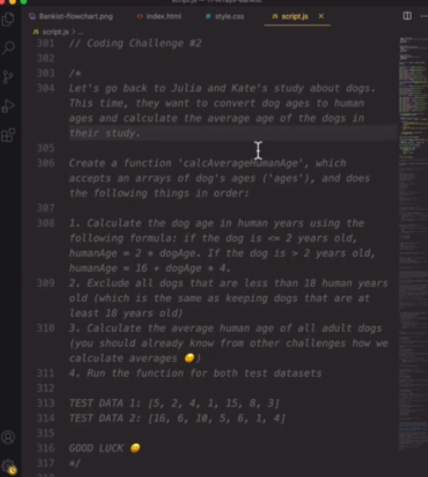 Bankist-flowchart.png index.html style.css script.js
script.js > ...
301 // Coding Challenge #2
302
303 /*
304 Let's go back to Julia and Kate's study about dogs.
This time, they want to convert dog ages to human
ages and calculate the average age of the dogs in
their study.
305
306 Create a function 'calcAverageHumanAge', which
accepts an arrays of dog's ages ('ages'), and does
the following things in order:
307
308 1. Calculate the dog age in human years using the
following formula: if the dog is <= 2 years old,
humanAge = 2 * dogAge. If the dog is > 2 years old,
humanAge = 16 + dogAge * 4.
309 2. Exclude all dogs that are less than 18 human years
old (which is the same as keeping dogs that are at
least 18 years old)
310 3. Calculate the average human age of all adult dogs
(you should already know from other challenges how we
calculate averages 😉)
311 4. Run the function for both test datasets
312
313 TEST DATA 1: [5, 2, 4, 1, 15, 8, 3]
314 TEST DATA 2: [16, 6, 10, 5, 6, 1, 4]
315
316 GOOD LUCK 😀
317 */